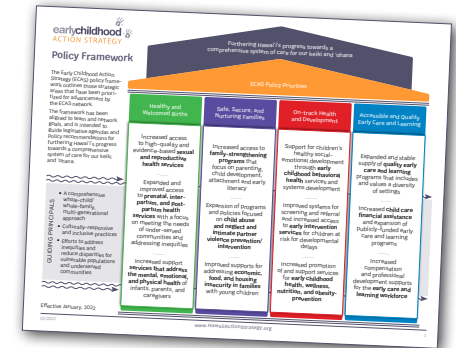 earlychildhood
ACTION STRATEGY
Policy Framework
The Early Childhood Action
Strategy (ECAS) policy frame-
work outlines those strategic
areas that have been priori-
tized for advancement by
the ECAS network.
The framework has been
aligned to team and network
goals, and is intended to
guide legislative agendas and
policy recommendations for
furthering Hawaiʻi's progress
towards a comprehensive
system of care for our keiki
and ʻohana.
GUIDING PRINCIPALS
• A comprehensive
whole-child/
whole-family,
multi-generational
approach
• Culturally-responsive
and inclusive practices
• Efforts to address
inequities and
reduce disparities for
vulnerable populations
and underserved
communities
Effective January, 2023
Furthering Hawaiʻi's progress towards a
comprehensive system of care for our keiki and ʻohana
ECAS Policy Priorities
Healthy and
Welcomed Births
Increased access
to high-quality and
evidence-based sexual
and reproductive
health services
Expanded and
improved access
to prenatal, inter-
partum, and post-
partum health
services with a focus
on meeting the needs
of under-served
communities and
addressing inequities
Increased support
services that address
the mental, emotional,
and physical health of
infants, parents, and
caregivers
Safe, Secure, and
Nurturing Families
Increased access to
family-strengthening
programs that
focus on parenting,
child development,
attachment and early
literacy
Expansion of programs
and policies focused
on child abuse
and neglect and
intimate partner
violence prevention/
intervention
Improved supports for
addressing economic,
food, and housing
insecurity in families
with young children
On-track Health
and Development
Support for children's
healthy social-
emotional development
through early
childhood behavioral
health services and
systems development
Improved systems for
screening and referral
and increased access
to early intervention
services for children at
risk for developmental
delays
Increased promotion
of and support services
for early childhood
health, wellness,
nutrition, and obesity-
prevention
Accessible and Quality
Early Care and Learning
Expanded and stable
supply of quality early
care and learning
programs that includes
and values a diversity
of settings
Increased child care
financial assistance
and expansion of
publicly-funded early
care and learning
programs
Increased
compensation
and professional
development supports
for the early care and
learning workforce
www.hawaiiactionstrategy.org